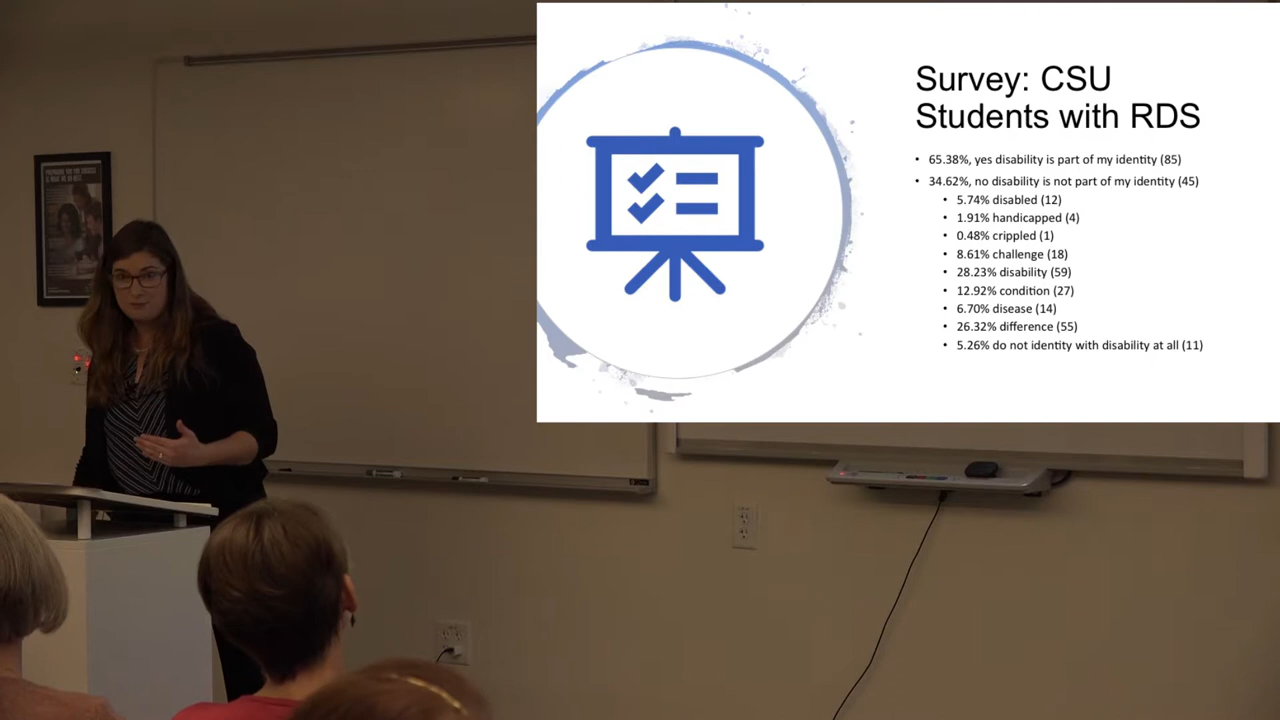 Survey: CSU
Students with RDS
• 65.38%, yes disability is part of my identity (85)
• 34.62%, no disability is not part of my identity (45)
• 5.74% disabled (12)
• 1.91% handicapped (4)
• 0.48% crippled (1)
• 8.61% challenge (18)
• 28.23% disability (59)
• 12.92% condition (27)
• 6.70% disease (14)
• 26.32% difference (55)
• 5.26% do not identity with disability at all (11)